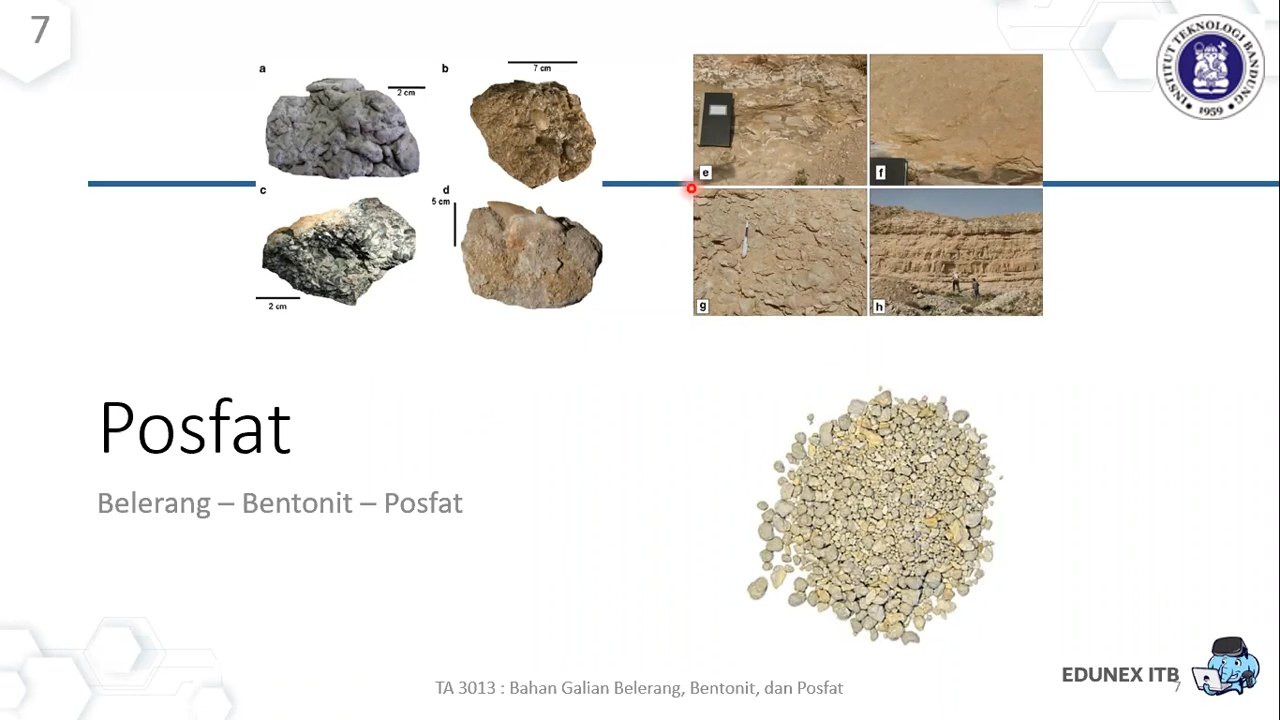 7
a
b
7 cm
2 cm
c
d
5 cm
2 cm
e
f
g
h
INSTITUT TEKNOLOGI BANDUNG
1959
Posfat
Belerang – Bentonit – Posfat
TA 3013 : Bahan Galian Belerang, Bentonit, dan Posfat
EDUNEX ITB
7